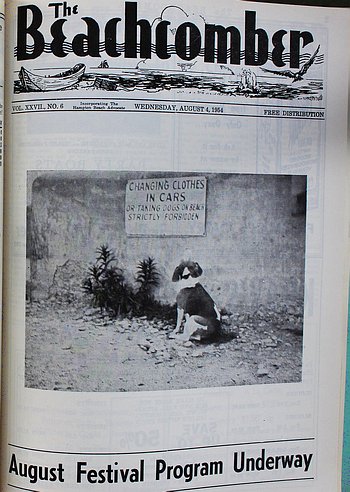 The
Beachcomber
VOL. XXVII., NO. 6
Incorporating The
Hampton Beach Advocate
WEDNESDAY, AUGUST 4, 1954
FREE DISTRIBUTION
CHANGING CLOTHES
IN CARS
OR TAKING DOGS ON BEACH
STRICTLY FORBIDDEN
August Festival Program Underway